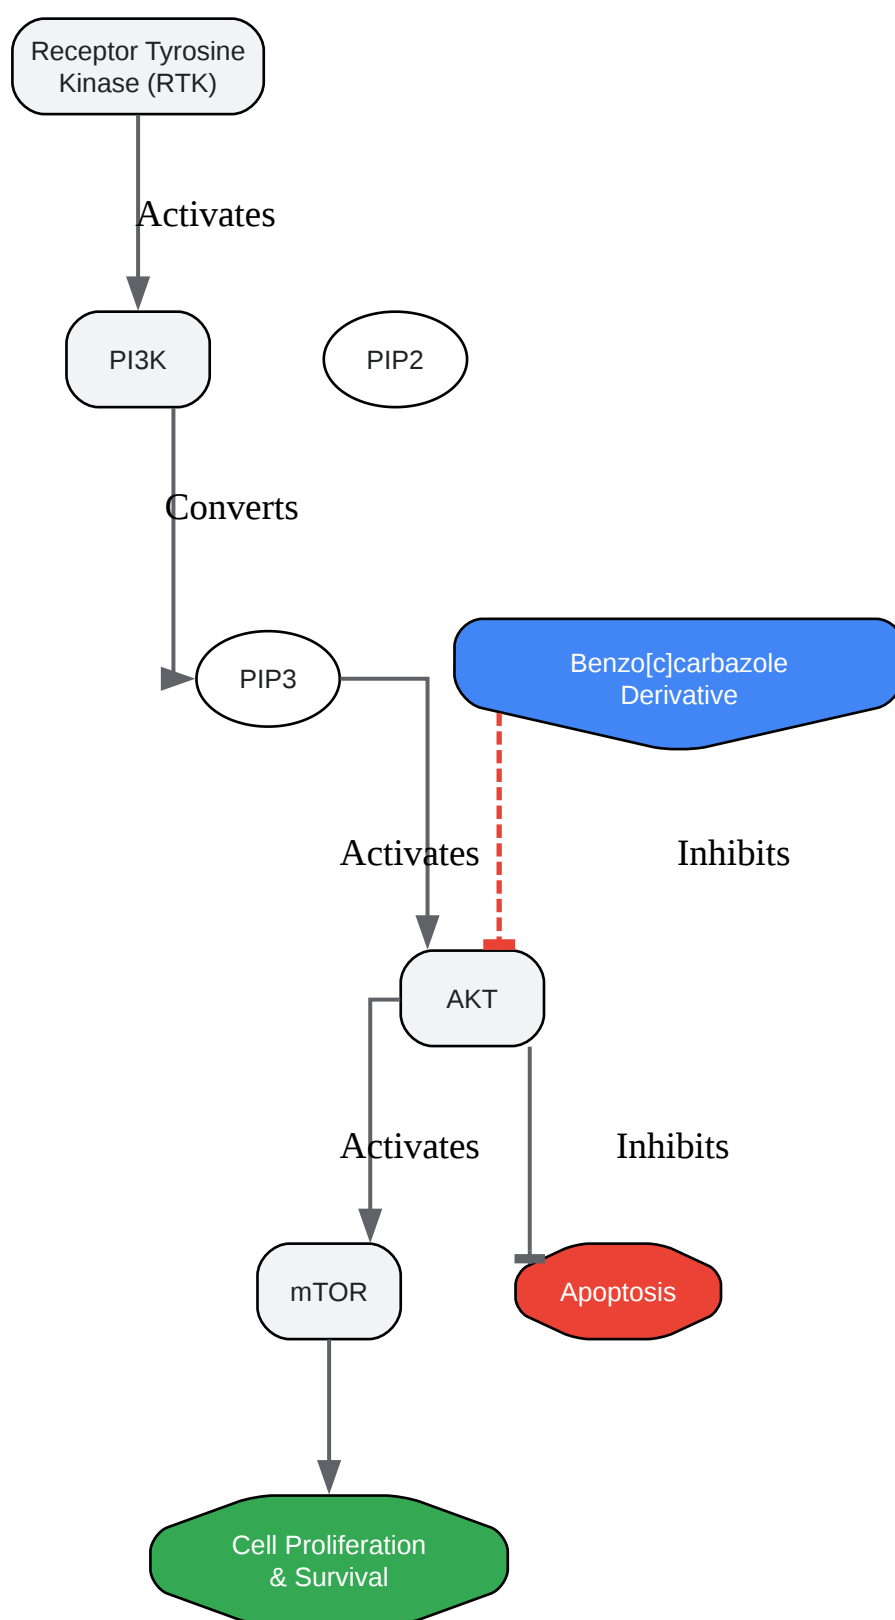 Receptor Tyrosine
Kinase (RTK)
Activates
PI3K
PIP2
Converts
PIP3
Benzo[c]carbazole
Derivative
Activates
Inhibits
AKT
Activates
Inhibits
mTOR
Apoptosis
Cell Proliferation
& Survival